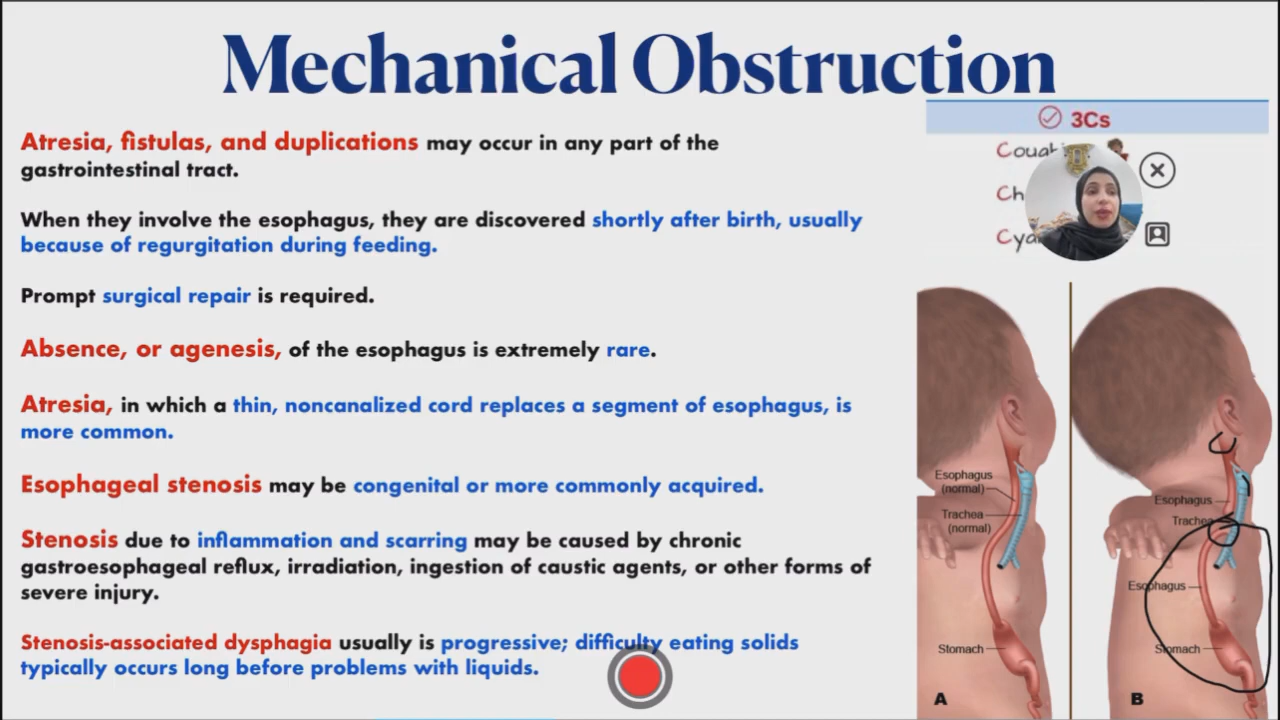 Mechanical Obstruction
Atresia, fistulas, and duplications may occur in any part of the
gastrointestinal tract.
When they involve the esophagus, they are discovered shortly after birth, usually
because of regurgitation during feeding.
Prompt surgical repair is required.
Absence, or agenesis, of the esophagus is extremely rare.
Atresia, in which a thin, noncanalized cord replaces a segment of esophagus, is
more common.
Esophageal stenosis may be congenital or more commonly acquired.
Stenosis due to inflammation and scarring may be caused by chronic
gastroesophageal reflux, irradiation, ingestion of caustic agents, or other forms of
severe injury.
Stenosis-associated dysphagia usually is progressive; difficulty eating solids
typically occurs long before problems with liquids.
3Cs
Esophagus
(normal)
Trachea
(normal)
Stomach
A
Esophagus
Trachea
Esophagus
Stomach
B